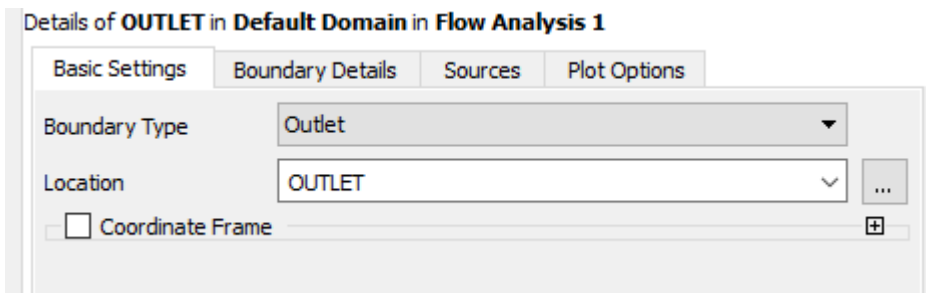 Details of OUTLET in Default Domain in Flow Analysis 1
Basic Settings Boundary Details Sources Plot Options
Boundary Type Outlet
Location OUTLET ...
Coordinate Frame